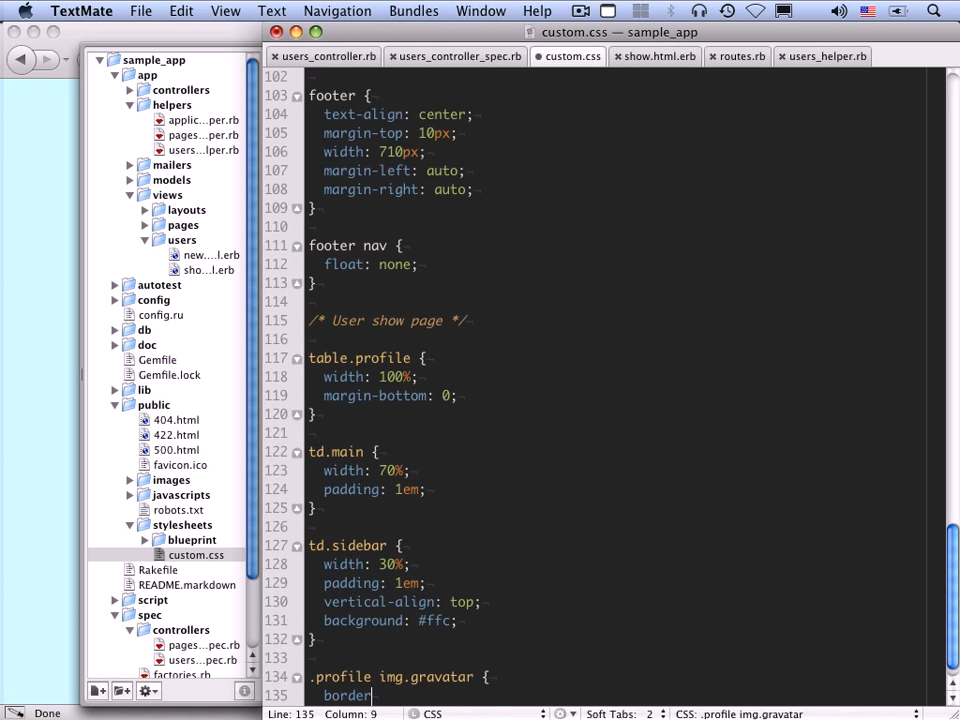 TextMate File Edit View Text Navigation Bundles Window Help
custom.css — sample_app
users_controller.rb users_controller_spec.rb custom.css show.html.erb routes.rb users_helper.rb
sample_app
app
controllers
helpers
applic...per.rb
pages...per.rb
users...lper.rb
mailers
models
views
layouts
pages
users
new....l.erb
sho...l.erb
autotest
config
config.ru
db
doc
Gemfile
Gemfile.lock
lib
public
404.html
422.html
500.html
favicon.ico
images
javascripts
robots.txt
stylesheets
blueprint
custom.css
Rakefile
README.markdown
script
spec
controllers
pages...pec.rb
users...pec.rb
factories.rb
102
103 footer {
104 text-align: center;
105 margin-top: 10px;
106 width: 710px;
107 margin-left: auto;
108 margin-right: auto;
109 }
110
111 footer nav {
112 float: none;
113 }
114
115 /* User show page */
116
117 table.profile {
118 width: 100%;
119 margin-bottom: 0;
120 }
121
122 td.main {
123 width: 70%;
124 padding: 1em;
125 }
126
127 td.sidebar {
128 width: 30%;
129 padding: 1em;
130 vertical-align: top;
131 background: #ffc;
132 }
133
134 .profile img.gravatar {
135 border
Done
Line: 135 Column: 9 CSS Soft Tabs: 2 CSS: .profile img.gravatar